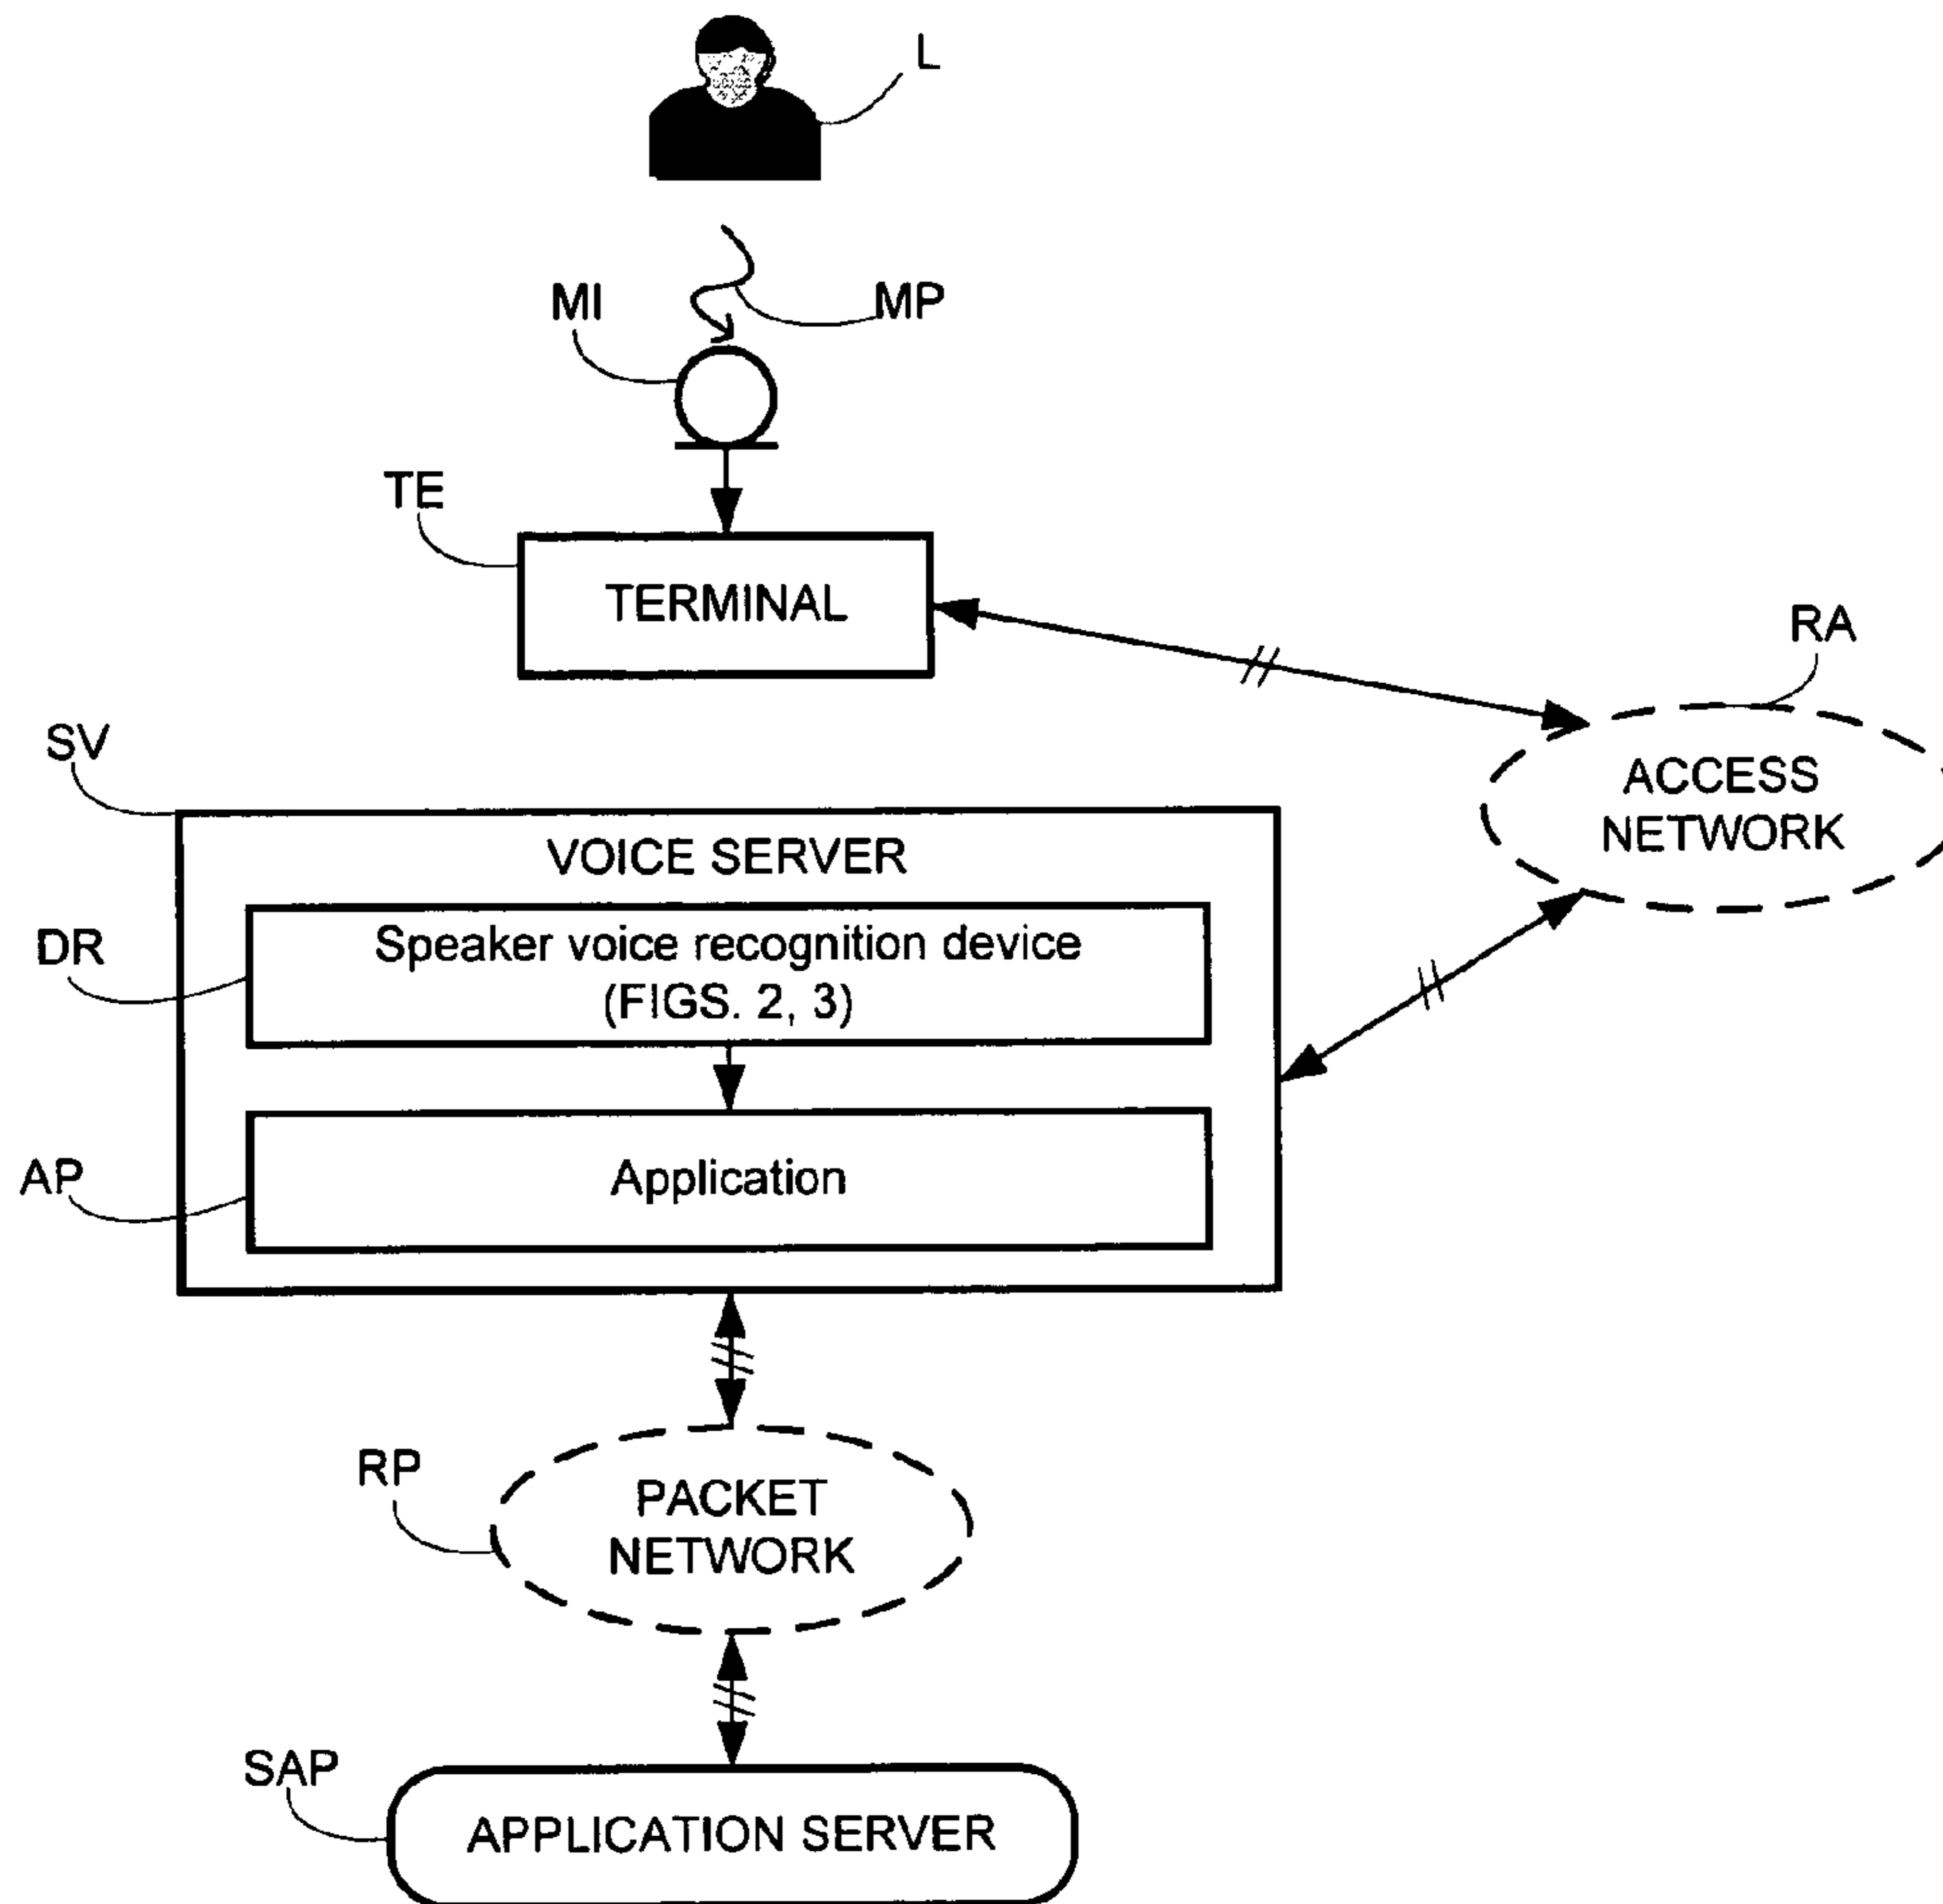 L
MI
MP
TE
TERMINAL
RA
ACCESS
NETWORK
SV
VOICE SERVER
DR
Speaker voice recognition device
(FIGS. 2, 3)
AP
Application
RP
PACKET
NETWORK
SAP
APPLICATION SERVER